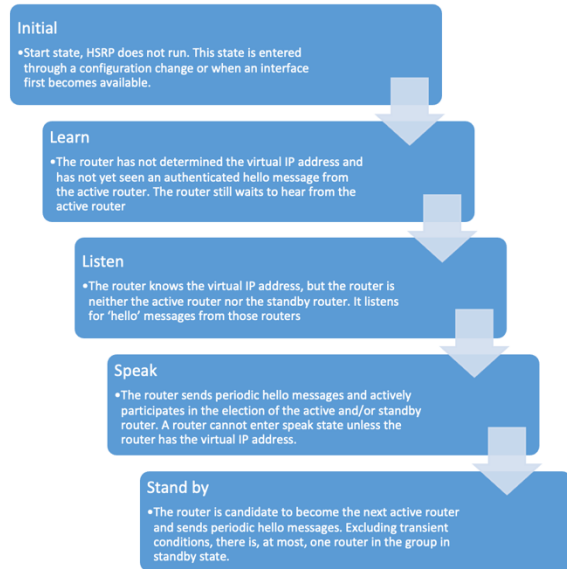 Initial
•Start state, HSRP does not run. This state is entered
through a configuration change or when an interface
first becomes available.
Learn
•The router has not determined the virtual IP address and
has not yet seen an authenticated hello message from
the active router. The router still waits to hear from the
active router
Listen
•The router knows the virtual IP address, but the router is
neither the active router nor the standby router. It listens
for ‘hello’ messages from those routers
Speak
•The router sends periodic hello messages and actively
participates in the election of the active and/or standby
router. A router cannot enter speak state unless the
router has the virtual IP address.
Stand by
•The router is candidate to become the next active router
and sends periodic hello messages. Excluding transient
conditions, there is, at most, one router in the group in
standby state.